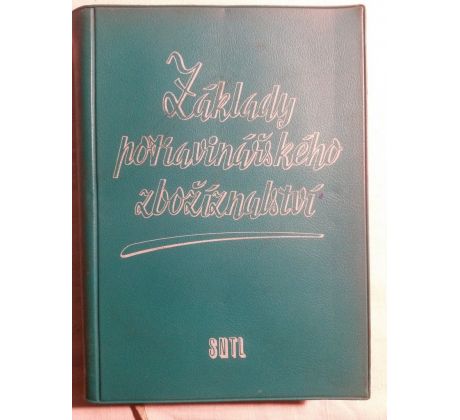 Základy
potravinářského
zbožíznalství
SNTL